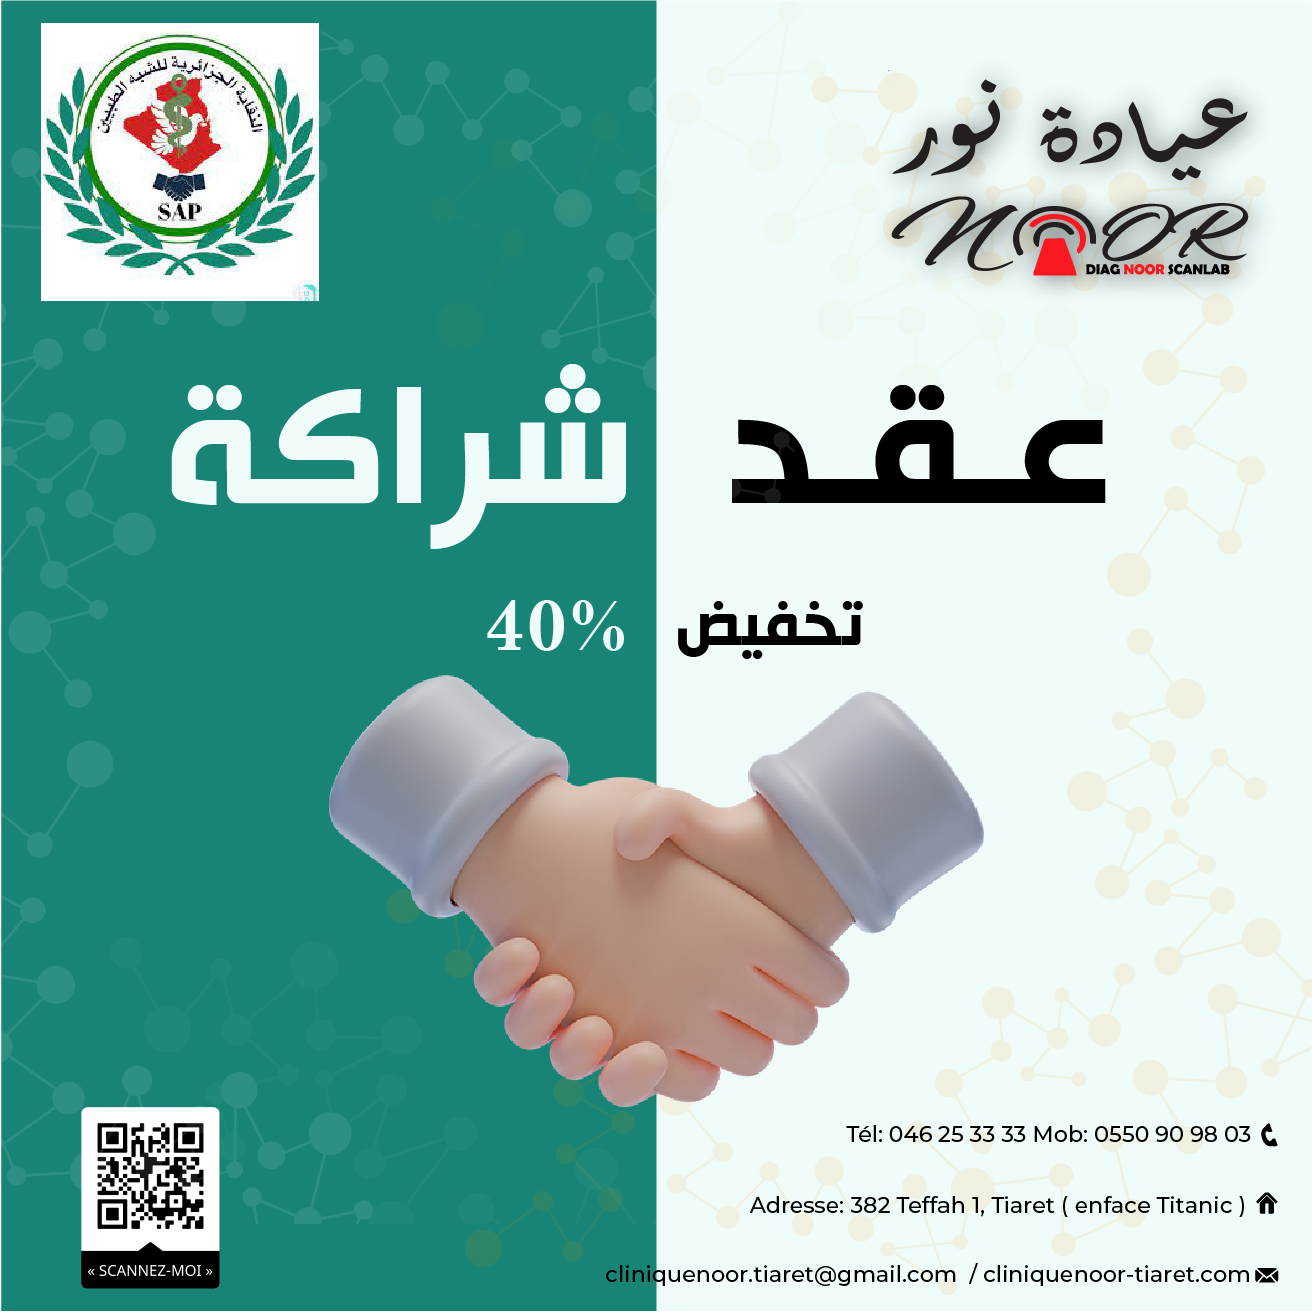 النقابة الجزائرية للشبه الطبيين
SAP
عيادة نور
NOOR
DIAG NOOR SCANLAB
عقد شراكة
تخفيض 40%
Tél: 046 25 33 33 Mob: 0550 90 98 03
Adresse: 382 Teffah 1, Tiaret ( enface Titanic )
cliniquenoor.tiaret@gmail.com / cliniquenoor-tiaret.com
« SCANNEZ-MOI »